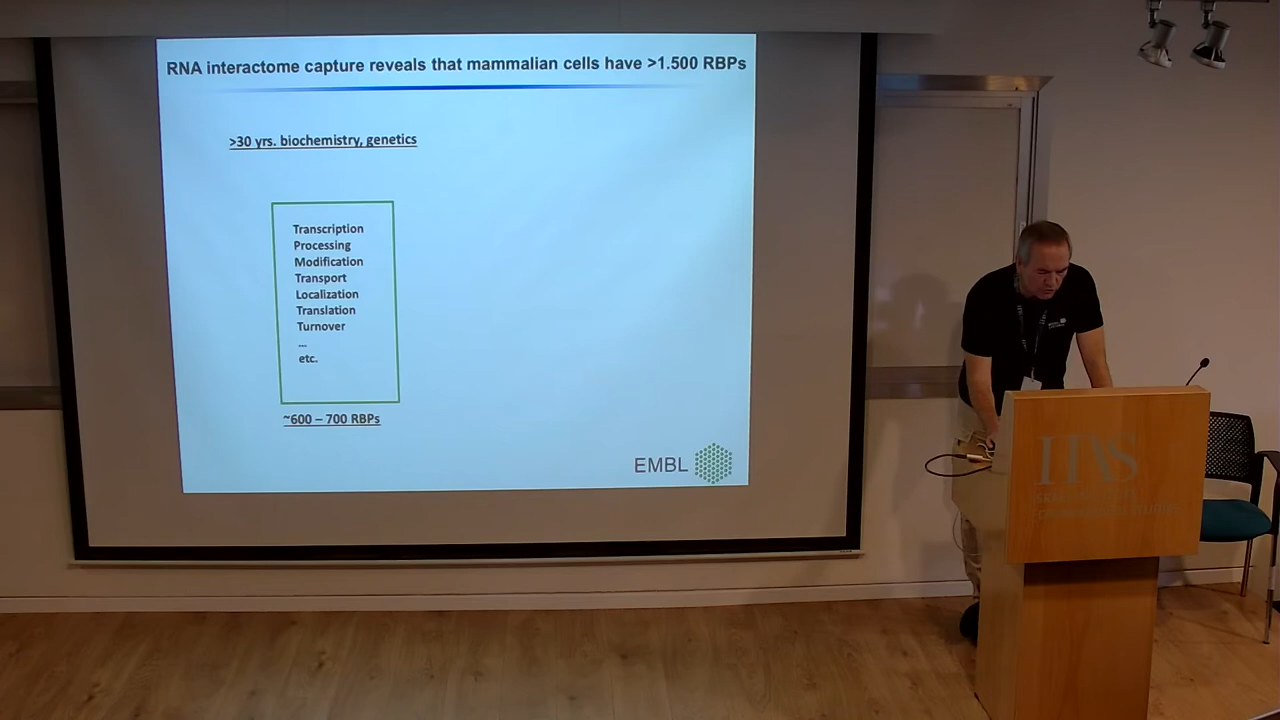 RNA interactome capture reveals that mammalian cells have >1.500 RBPs
>30 yrs. biochemistry, genetics
Transcription
Processing
Modification
Transport
Localization
Translation
Turnover
...
etc.
~600 – 700 RBPs
EMBL
IIAS